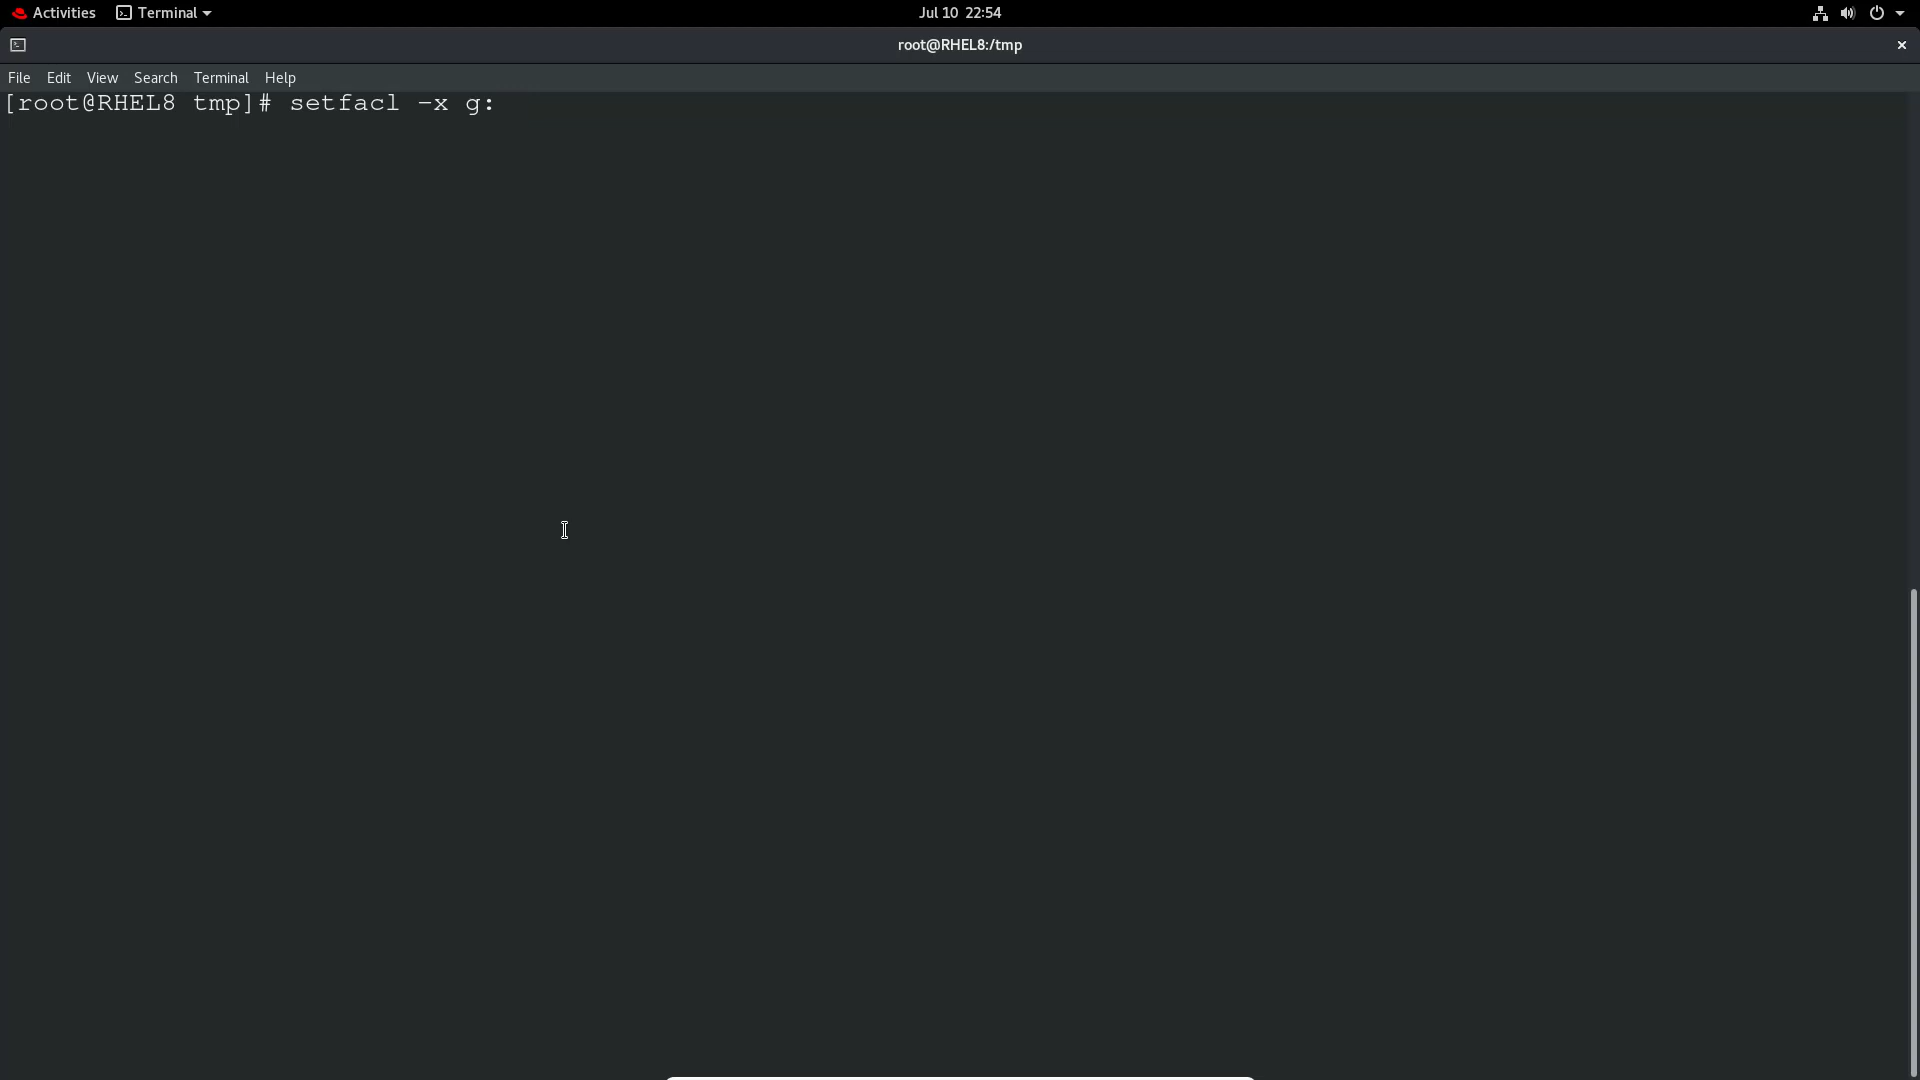 Activities Terminal Jul 10 22:54
root@RHEL8:/tmp
File Edit View Search Terminal Help
[root@RHEL8 tmp]# setfacl -x g: